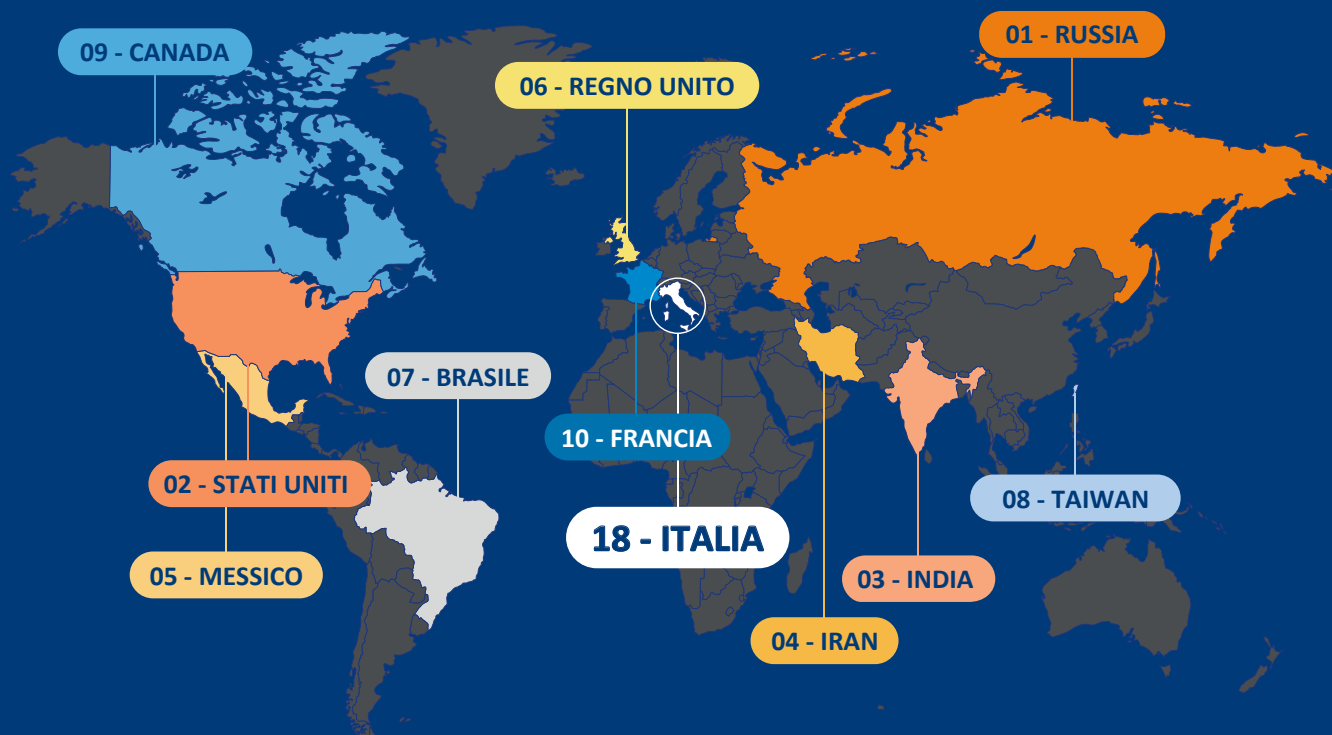 01 - RUSSIA
09 - CANADA
06 - REGNO UNITO
07 - BRASILE
10 - FRANCIA
02 - STATI UNITI
08 - TAIWAN
18 - ITALIA
05 - MESSICO
03 - INDIA
04 - IRAN